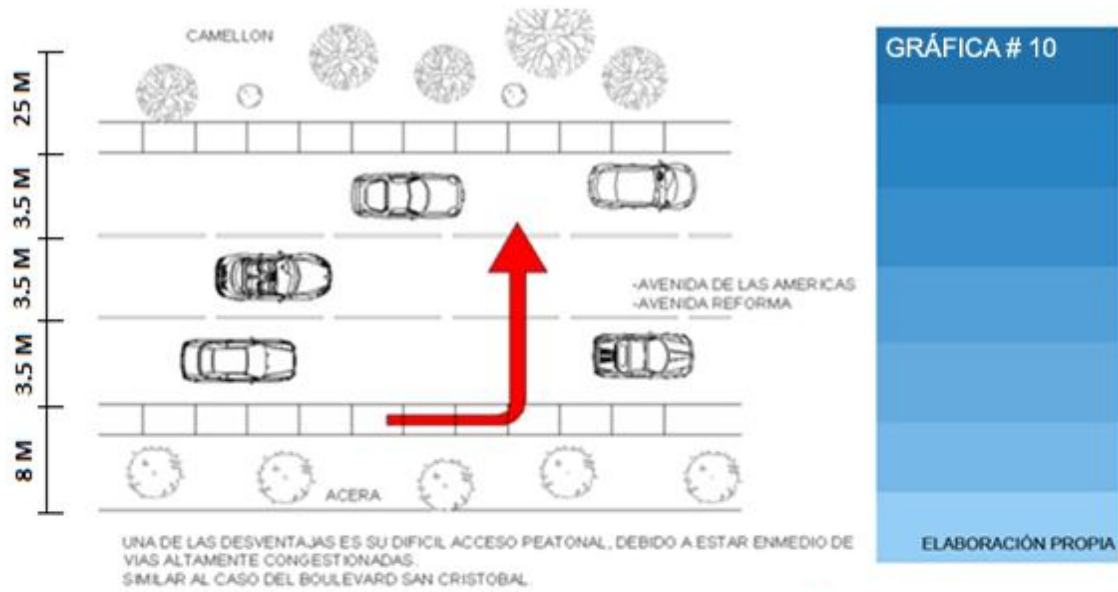 CAMELLON
GRÁFICA # 10
25 M
3.5 M
3.5 M
3.5 M
8 M
-AVENIDA DE LAS AMERICAS
-AVENIDA REFORMA
ACERA
UNA DE LAS DESVENTAJAS ES SU DIFICIL ACCESO PEATONAL, DEBIDO A ESTAR ENMEDIO DE
VIAS ALTAMENTE CONGESTIONADAS.
SIMILAR AL CASO DEL BOULEVARD SAN CRISTOBAL
ELABORACIÓN PROPIA